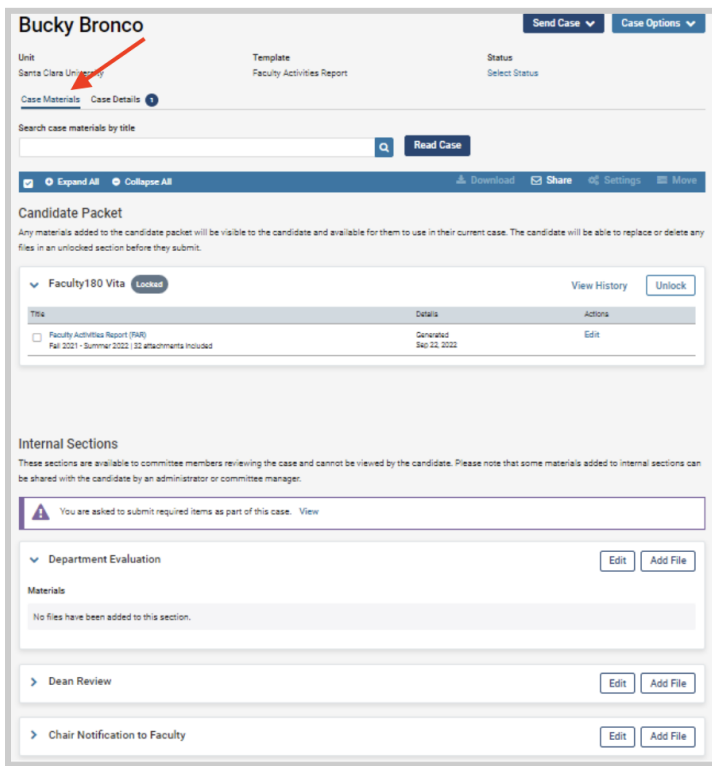 Bucky Bronco
Send Case
Case Options
Unit
Template
Status
Santa Clara University
Faculty Activities Report
Select Status
Case Materials
Case Details 1
Search case materials by title
Read Case
Expand All
Collapse All
Download
Share
Settings
Move
Candidate Packet
Any materials added to the candidate packet will be visible to the candidate and available for them to use in their current case. The candidate will be able to replace or delete any
files in an unlocked section before they submit.
Faculty180 Vita Locked
View History
Unlock
Title
Details
Actions
Faculty Activities Report (FAR)
Generated
Edit
Fall 2021 - Summer 2022 | 32 attachments included
Sep 22, 2022
Internal Sections
These sections are available to committee members reviewing the case and cannot be viewed by the candidate. Please note that some materials added to internal sections can
be shared with the candidate by an administrator or committee manager.
You are asked to submit required items as part of this case. View
Department Evaluation
Edit
Add File
Materials
No files have been added to this section.
Dean Review
Edit
Add File
Chair Notification to Faculty
Edit
Add File